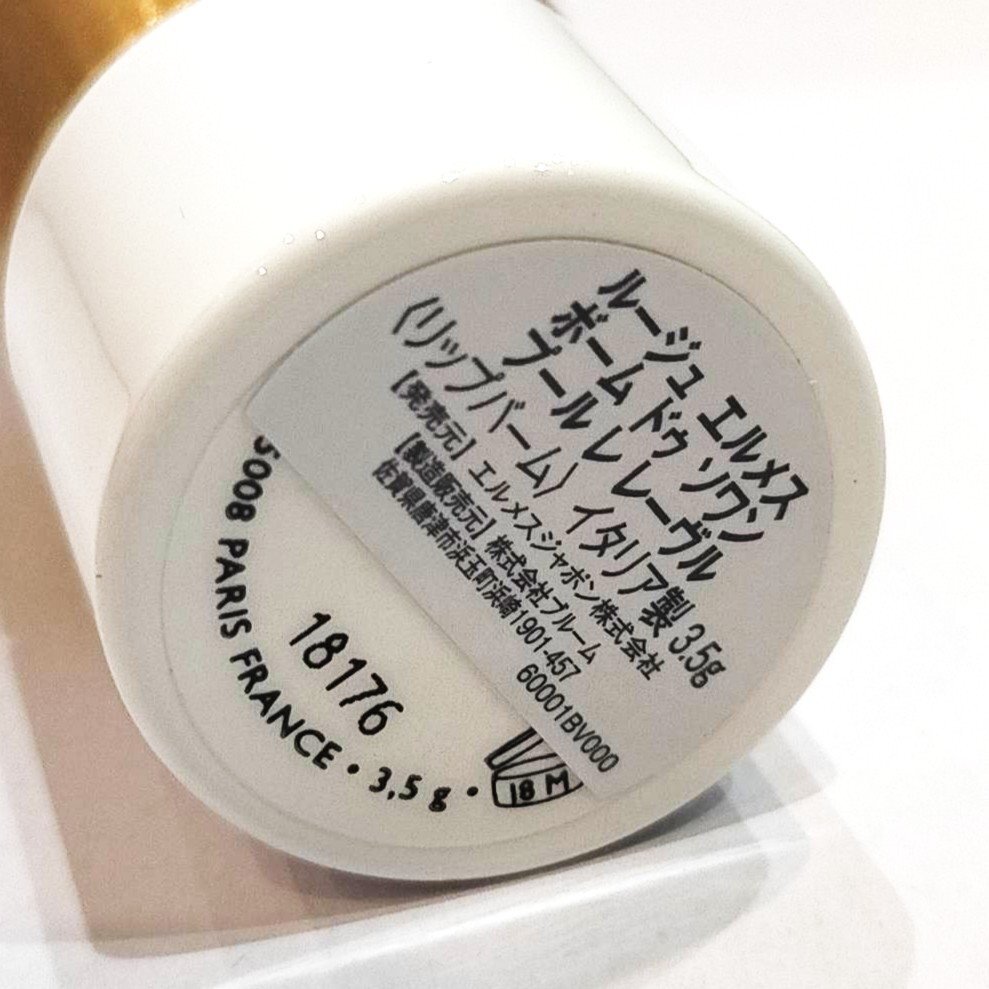 ルージュ エルメス
ボーム ドゥ ソワン
プール レ レーヴル
(リップバーム) イタリア製 3.5g
【発売元】エルメスジャポン株式会社
【製造販売元】株式会社ブルーム
佐賀県唐津市浜玉町浜崎1901-457
60001BV000
18176
5008 PARIS FRANCE • 3,5 g •
18 M